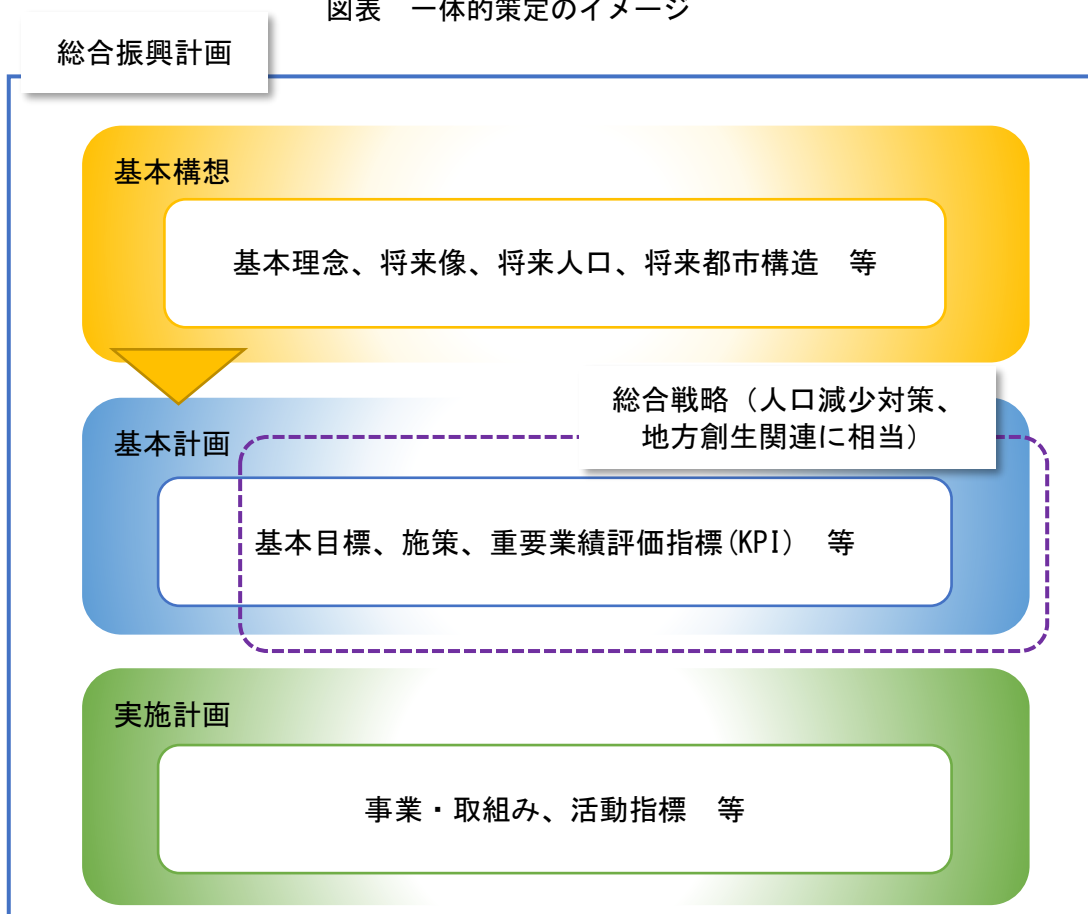 図表　一体的策定のイメージ
総合振興計画
基本構想
基本理念、将来像、将来人口、将来都市構造　等
総合戦略（人口減少対策、
地方創生関連に相当）
基本計画
基本目標、施策、重要業績評価指標(KPI)　等
実施計画
事業・取組み、活動指標　等